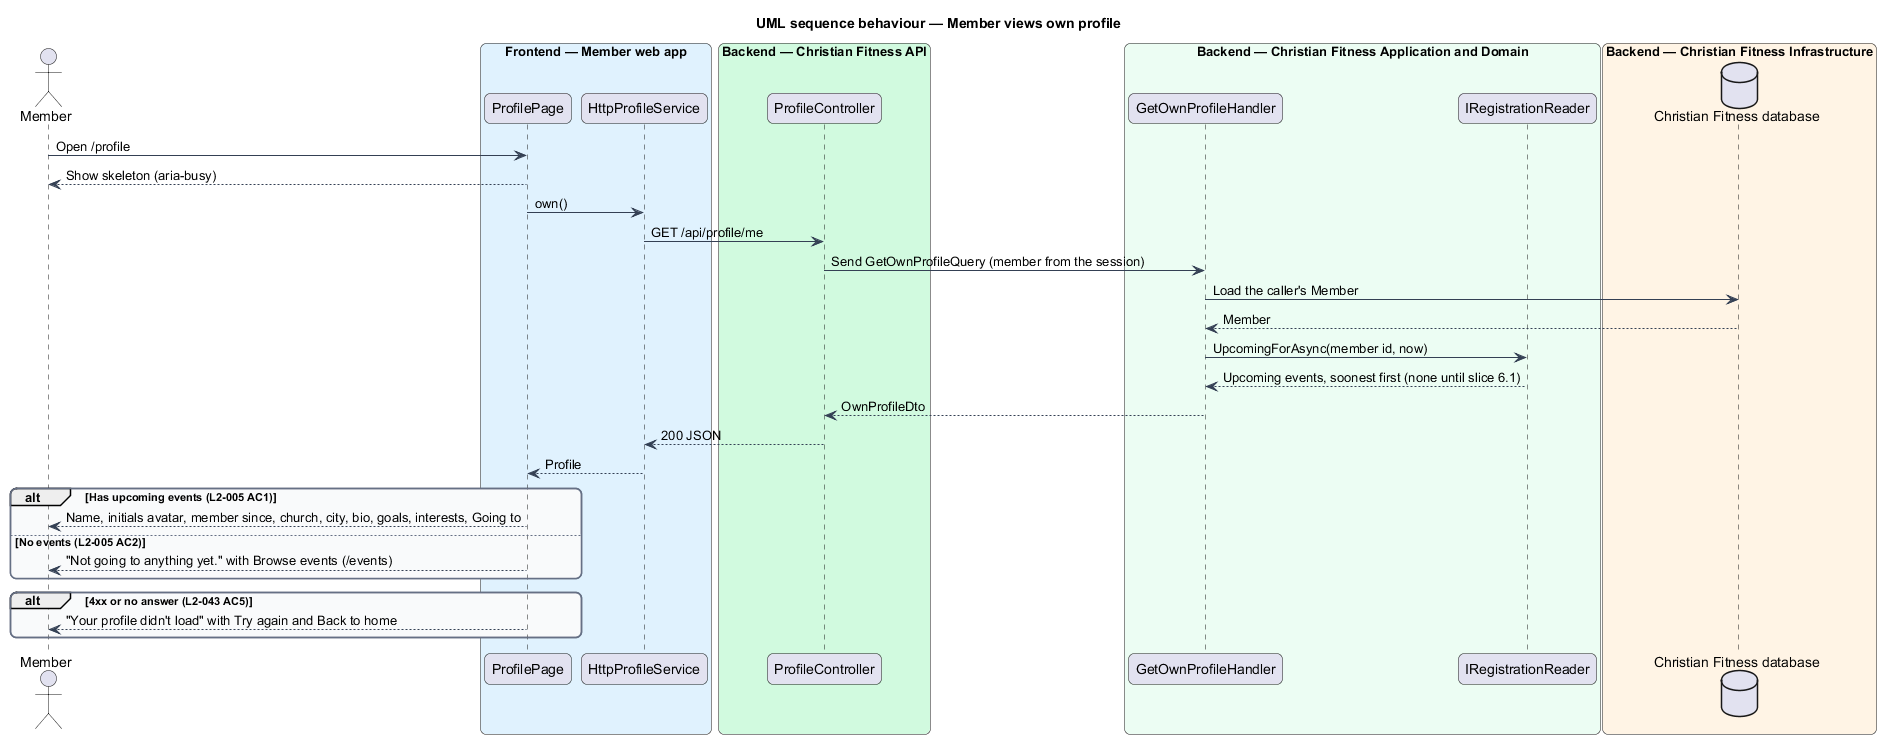 UML sequence behaviour — Member views own profile
Frontend — Member web app
Backend — Christian Fitness API
Backend — Christian Fitness Application and Domain
Backend — Christian Fitness Infrastructure
Member
ProfilePage
HttpProfileService
ProfileController
GetOwnProfileHandler
IRegistrationReader
Christian Fitness database
Open /profile
Show skeleton (aria-busy)
own()
GET /api/profile/me
Send GetOwnProfileQuery (member from the session)
Load the caller's Member
Member
UpcomingForAsync(member id, now)
Upcoming events, soonest first (none until slice 6.1)
OwnProfileDto
200 JSON
Profile
alt
[Has upcoming events (L2-005 AC1)]
Name, initials avatar, member since, church, city, bio, goals, interests, Going to
[No events (L2-005 AC2)]
"Not going to anything yet." with Browse events (/events)
alt
[4xx or no answer (L2-043 AC5)]
"Your profile didn't load" with Try again and Back to home
Member
ProfilePage
HttpProfileService
ProfileController
GetOwnProfileHandler
IRegistrationReader
Christian Fitness database